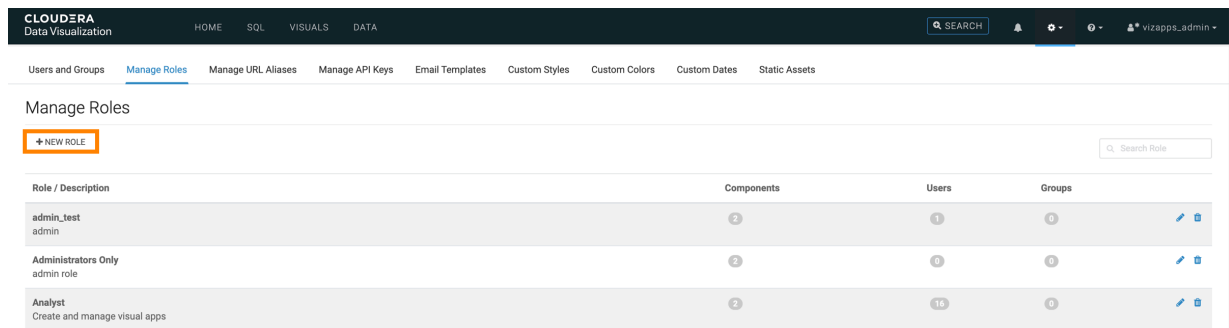 CLOUDERA
Data Visualization
HOME SQL VISUALS DATA
SEARCH
vizapps_admin
Users and Groups Manage Roles Manage URL Aliases Manage API Keys Email Templates Custom Styles Custom Colors Custom Dates Static Assets
Manage Roles
+ NEW ROLE
Search Role
Role / Description Components Users Groups
admin_test 2 1 0
admin
Administrators Only 2 0 0
admin role
Analyst 2 16 0
Create and manage visual apps